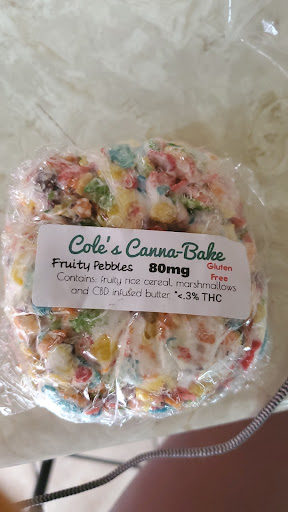 Cole's Canna-Bake
Fruity Pebbles 80mg Gluten Free
Contains: fruity rice cereal, marshmallows
and CBD infused butter. *<.3% THC